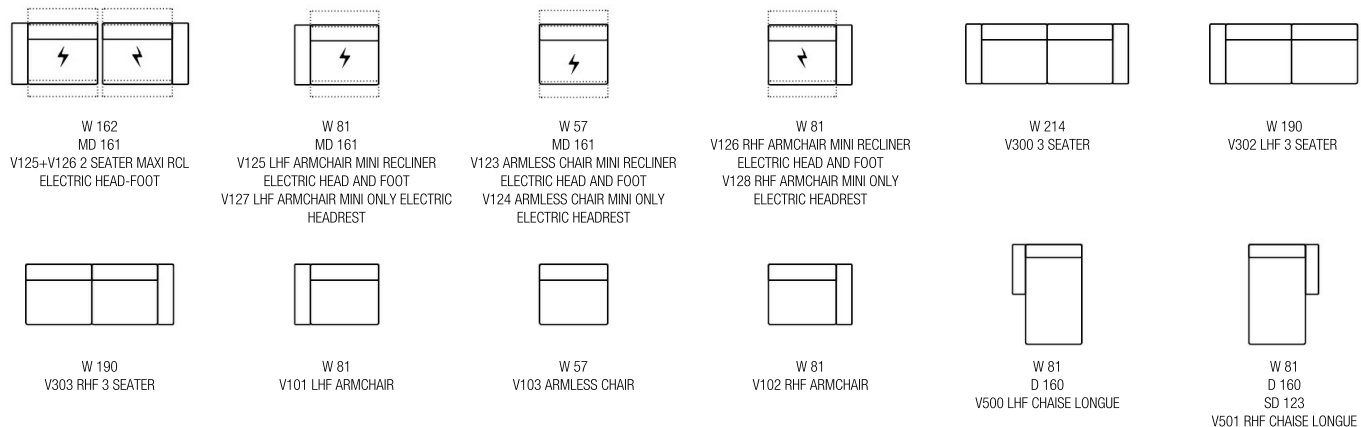 W 162
MD 161
V125+V126 2 SEATER MAXI RCL
ELECTRIC HEAD-FOOT
W 81
MD 161
V125 LHF ARMCHAIR MINI RECLINER
ELECTRIC HEAD AND FOOT
V127 LHF ARMCHAIR MINI ONLY ELECTRIC
HEADREST
W 57
MD 161
V123 ARMLESS CHAIR MINI RECLINER
ELECTRIC HEAD AND FOOT
V124 ARMLESS CHAIR MINI ONLY
ELECTRIC HEADREST
W 81
V126 RHF ARMCHAIR MINI RECLINER
ELECTRIC HEAD AND FOOT
V128 RHF ARMCHAIR MINI ONLY
ELECTRIC HEADREST
W 214
V300 3 SEATER
W 190
V302 LHF 3 SEATER
W 190
V303 RHF 3 SEATER
W 81
V101 LHF ARMCHAIR
W 57
V103 ARMLESS CHAIR
W 81
V102 RHF ARMCHAIR
W 81
D 160
V500 LHF CHAISE LONGUE
W 81
D 160
SD 123
V501 RHF CHAISE LONGUE